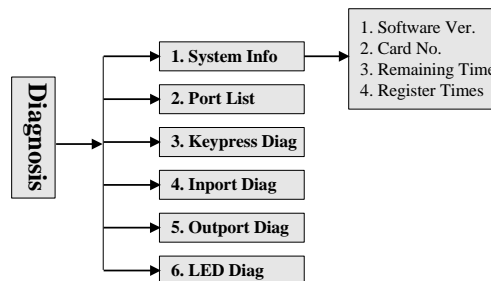 Diagnosis
1. System Info
2. Port List
3. Keypress Diag
4. Inport Diag
5. Outport Diag
6. LED Diag
1. Software Ver.
2. Card No.
3. Remaining Time
4. Register Times